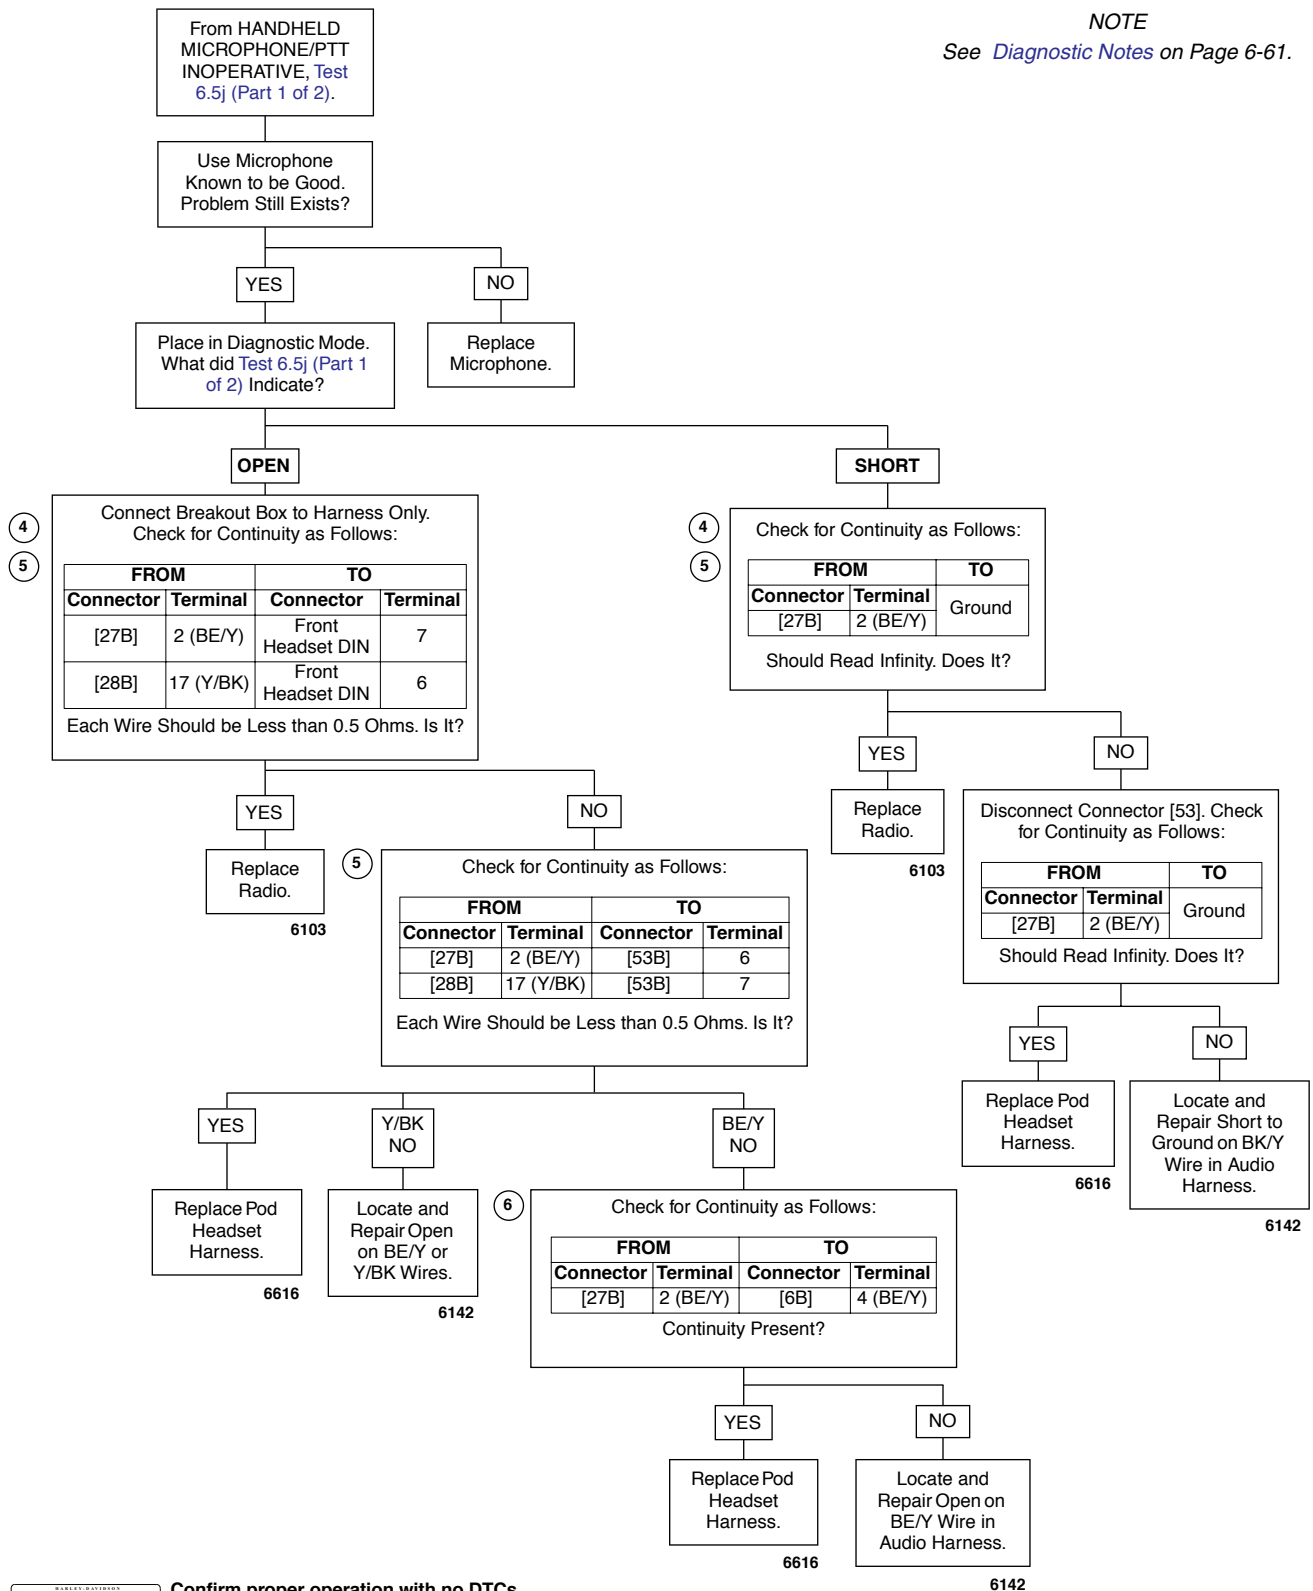 NOTE
See Diagnostic Notes on Page 6-61.
From HANDHELD
MICROPHONE/PTT
INOPERATIVE, Test
6.5j (Part 1 of 2).
Use Microphone
Known to be Good.
Problem Still Exists?
YES
NO
Place in Diagnostic Mode.
What did Test 6.5j (Part 1
of 2) Indicate?
Replace
Microphone.
OPEN
SHORT
4
5
Connect Breakout Box to Harness Only.
Check for Continuity as Follows:
FROM TO
Connector Terminal Connector Terminal
[27B] 2 (BE/Y) Front Headset DIN 7
[28B] 17 (Y/BK) Front Headset DIN 6
Each Wire Should be Less than 0.5 Ohms. Is It?
4
5
Check for Continuity as Follows:
FROM TO
Connector Terminal Ground
[27B] 2 (BE/Y)
Should Read Infinity. Does It?
YES
NO
YES
NO
Replace
Radio.
6103
5
Check for Continuity as Follows:
FROM TO
Connector Terminal Connector Terminal
[27B] 2 (BE/Y) [53B] 6
[28B] 17 (Y/BK) [53B] 7
Each Wire Should be Less than 0.5 Ohms. Is It?
Replace
Radio.
6103
Disconnect Connector [53]. Check
for Continuity as Follows:
FROM TO
Connector Terminal Ground
[27B] 2 (BE/Y)
Should Read Infinity. Does It?
YES
NO
Replace Pod
Headset
Harness.
6616
Locate and
Repair Short to
Ground on BK/Y
Wire in Audio
Harness.
6142
YES
Y/BK
NO
BE/Y
NO
Replace Pod
Headset
Harness.
6616
Locate and
Repair Open
on BE/Y or
Y/BK Wires.
6142
6
Check for Continuity as Follows:
FROM TO
Connector Terminal Connector Terminal
[27B] 2 (BE/Y) [6B] 4 (BE/Y)
Continuity Present?
YES
NO
Replace Pod
Headset
Harness.
6616
Locate and
Repair Open on
BE/Y Wire in
Audio Harness.
6142
HARLEY-DAVIDSON
Confirm proper operation with no DTCs